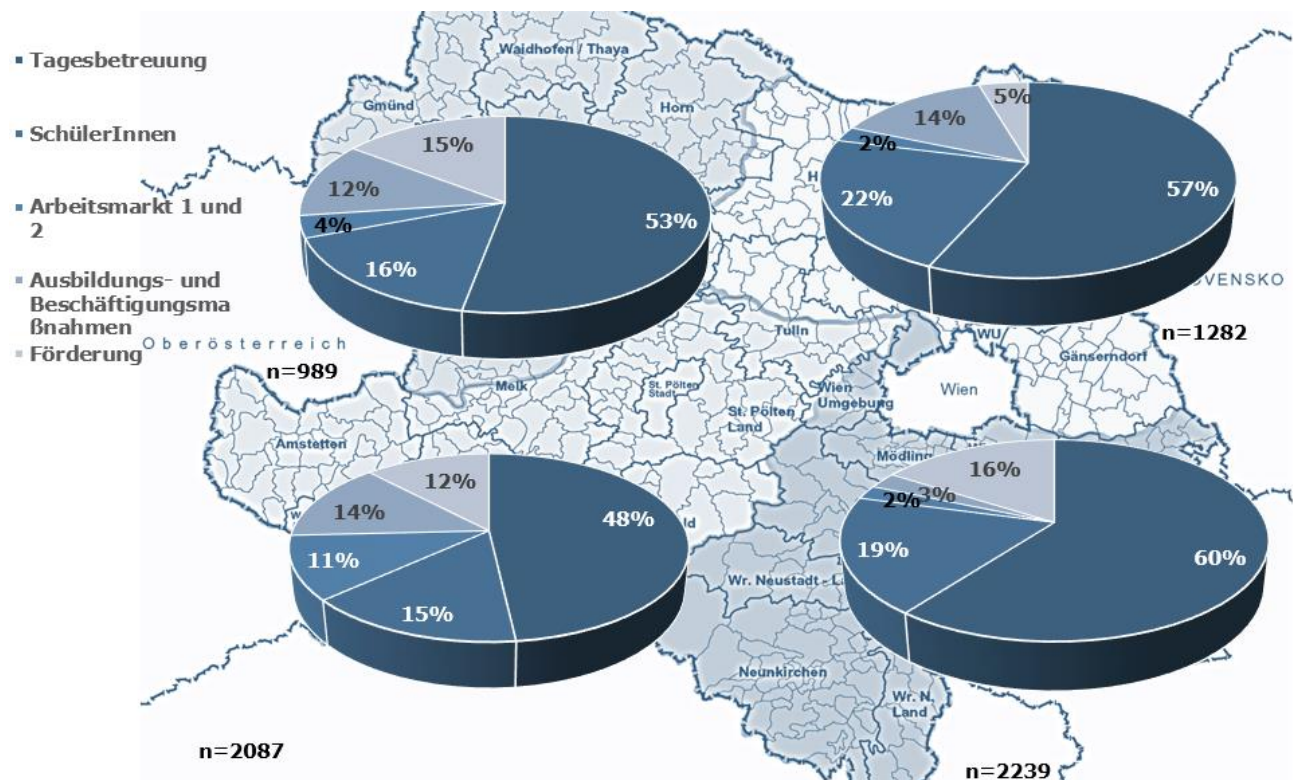 Tagesbetreuung
SchülerInnen
Arbeitsmarkt 1 und
2
Ausbildungs- und
Beschäftigungsma
ßnahmen
Förderung
Waidhofen / Thaya
Gmünd
Horn
15%
12%
4%
16%
53%
n=989
5%
14%
2%
22%
57%
n=1282
H
OVENSKO
Oberösterreich
Tulln
WU
Gänserndorf
Melk
St. Pölten
Stadt
St. Pölten
Land
Wien
Umgebung
Wien
Amstetten
Mödling
12%
14%
11%
15%
48%
n=2087
ld
16%
3%
2%
19%
60%
n=2239
Wr. Neustadt - L
Neunkirchen
Wr. N.
Land